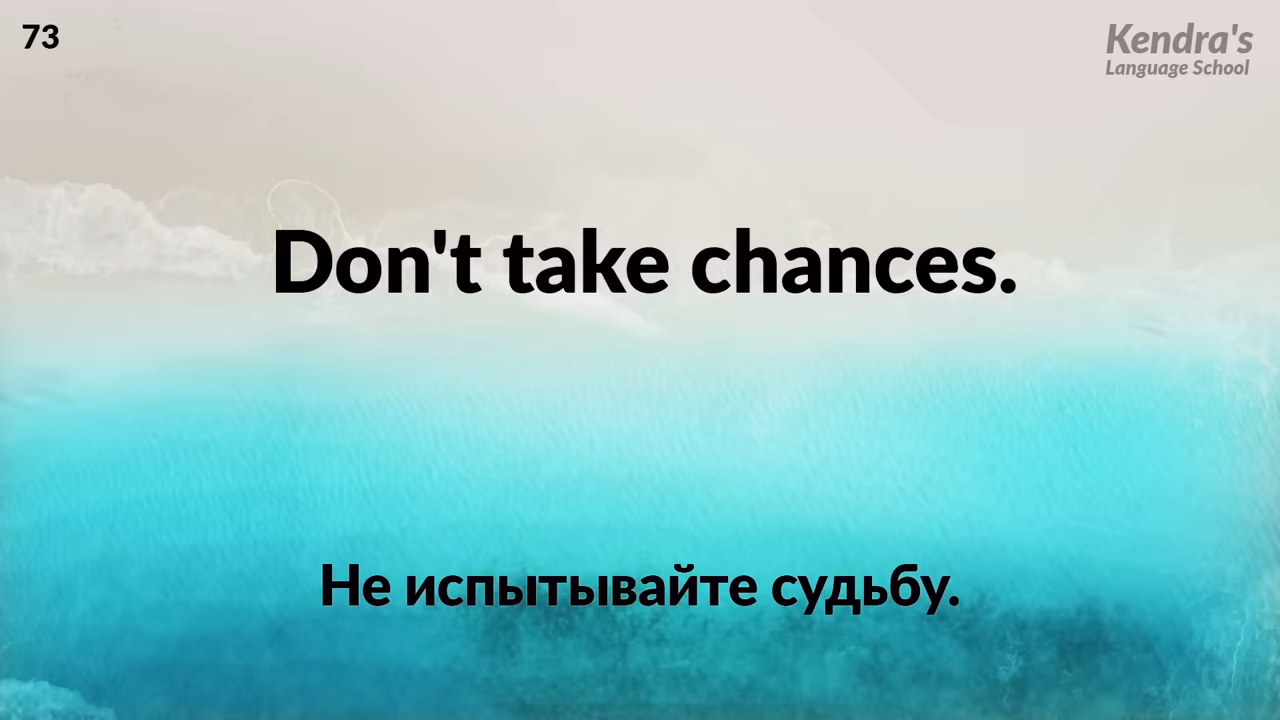 73
Kendra's
Language School
Don't take chances.
Не испытывайте судьбу.